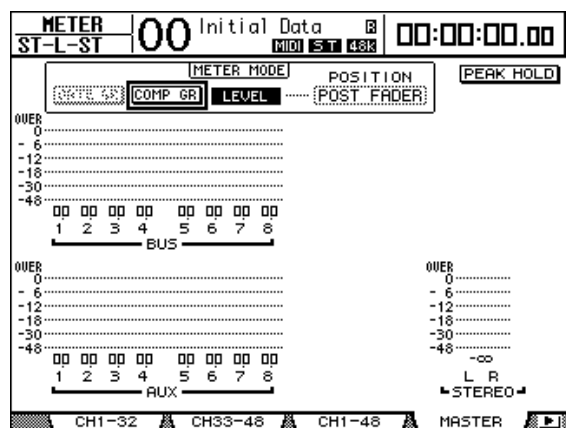 METER
ST-L-ST
00
Initial Data
MIDI ST 48K
00:00:00.00
METER MODE
POSITION
GATE GR COMP GR LEVEL POST FADER
PEAK HOLD
OVER
0
- 6
-12
-18
-30
-48
00 00 00 00 00 00 00 00
1 2 3 4 5 6 7 8
BUS
OVER
0
- 6
-12
-18
-30
-48
00 00 00 00 00 00 00 00
1 2 3 4 5 6 7 8
AUX
OVER
0
- 6
-12
-18
-30
-48
-∞
L R
STEREO
CH1-32 CH33-48 CH1-48 MASTER